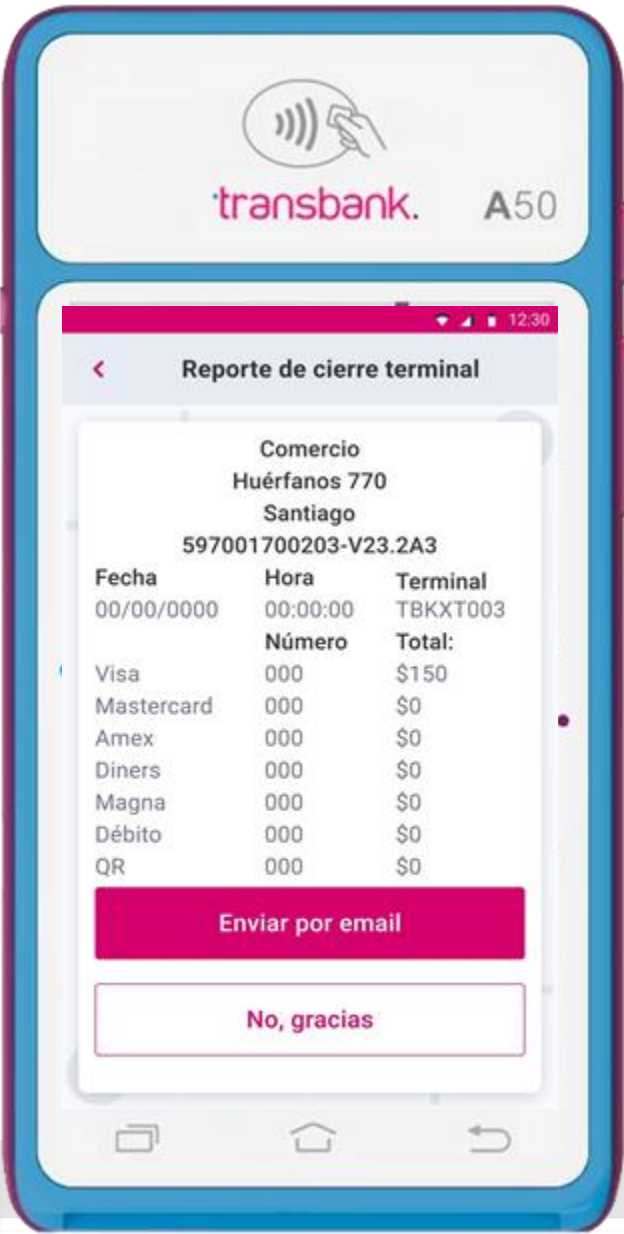 transbank.
A50
12:30
Reporte de cierre terminal
Comercio
Huérfanos 770
Santiago
597001700203-V23.2A3
Fecha Hora Terminal
00/00/0000 00:00:00 TBKXT003
Número Total:
Visa 000 $150
Mastercard 000 $0
Amex 000 $0
Diners 000 $0
Magna 000 $0
Débito 000 $0
QR 000 $0
Enviar por email
No, gracias